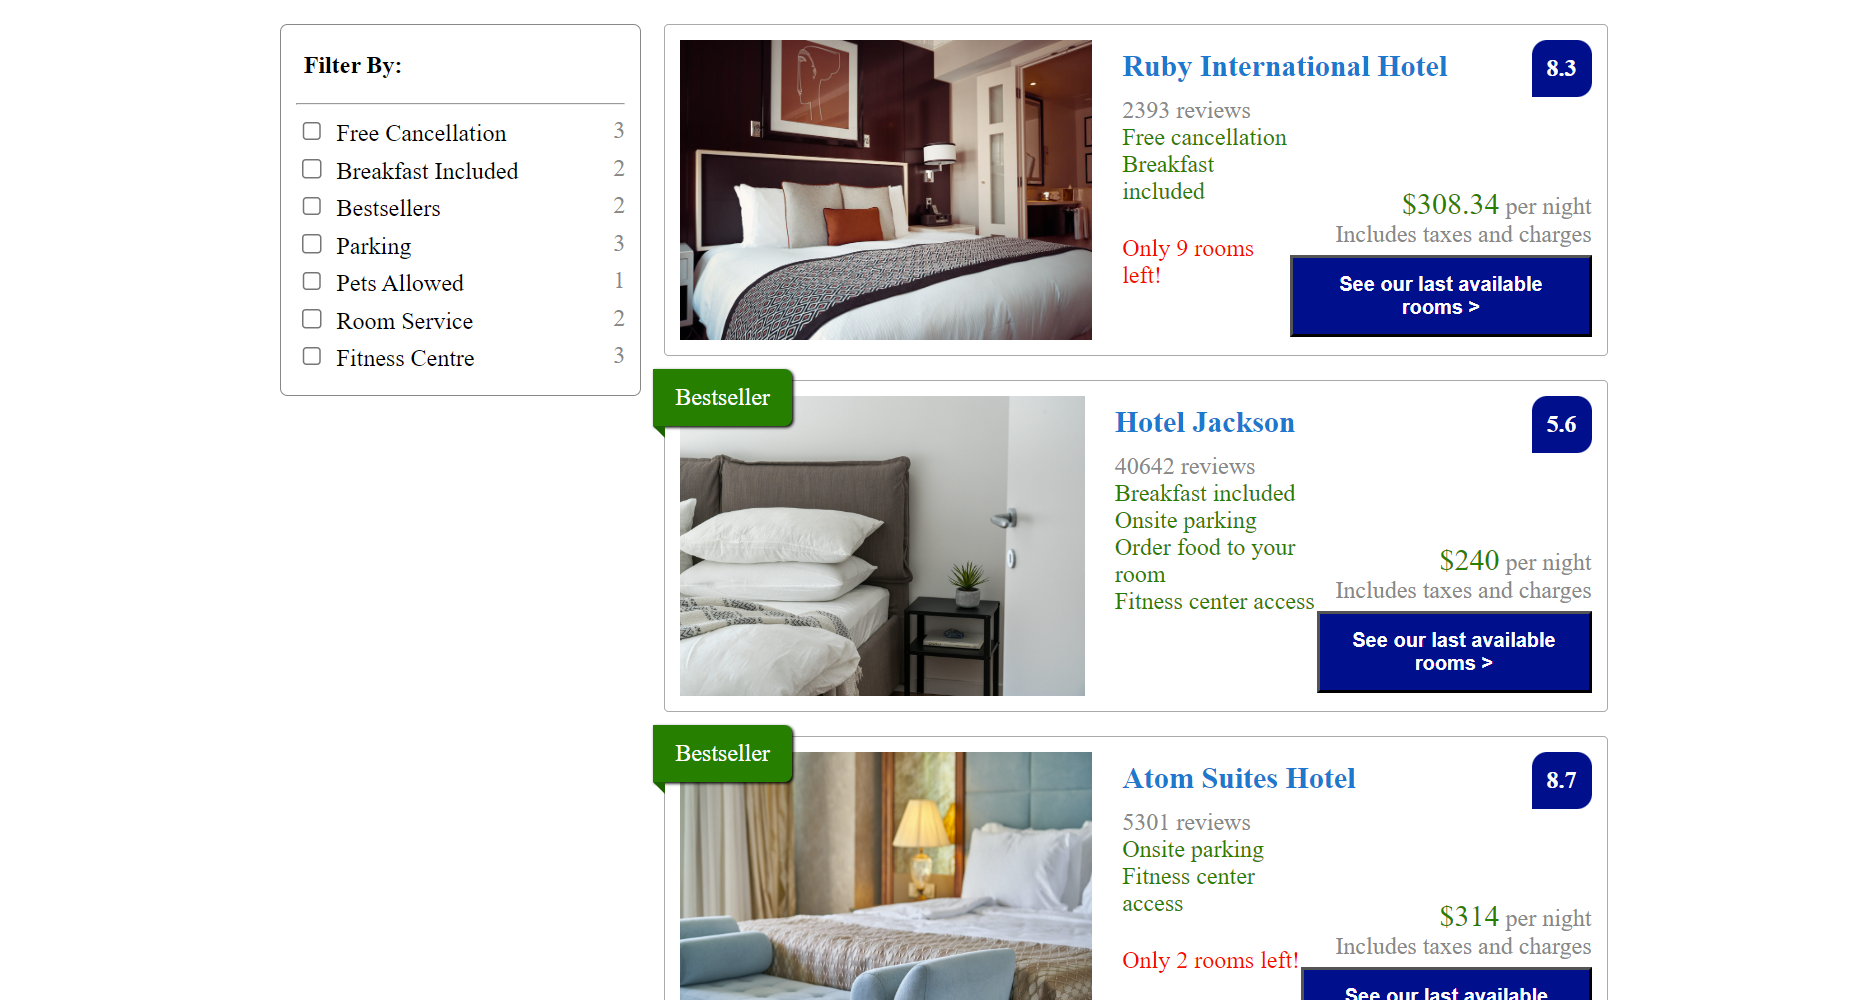 Filter By:
Free Cancellation 3
Breakfast Included 2
Bestsellers 2
Parking 3
Pets Allowed 1
Room Service 2
Fitness Centre 3
Ruby International Hotel
8.3
2393 reviews
Free cancellation
Breakfast
included
Only 9 rooms
left!
$308.34 per night
Includes taxes and charges
See our last available
rooms >
Bestseller
Hotel Jackson
5.6
40642 reviews
Breakfast included
Onsite parking
Order food to your
room
Fitness center access
$240 per night
Includes taxes and charges
See our last available
rooms >
Bestseller
Atom Suites Hotel
8.7
5301 reviews
Onsite parking
Fitness center
access
Only 2 rooms left!
$314 per night
Includes taxes and charges
See our last available